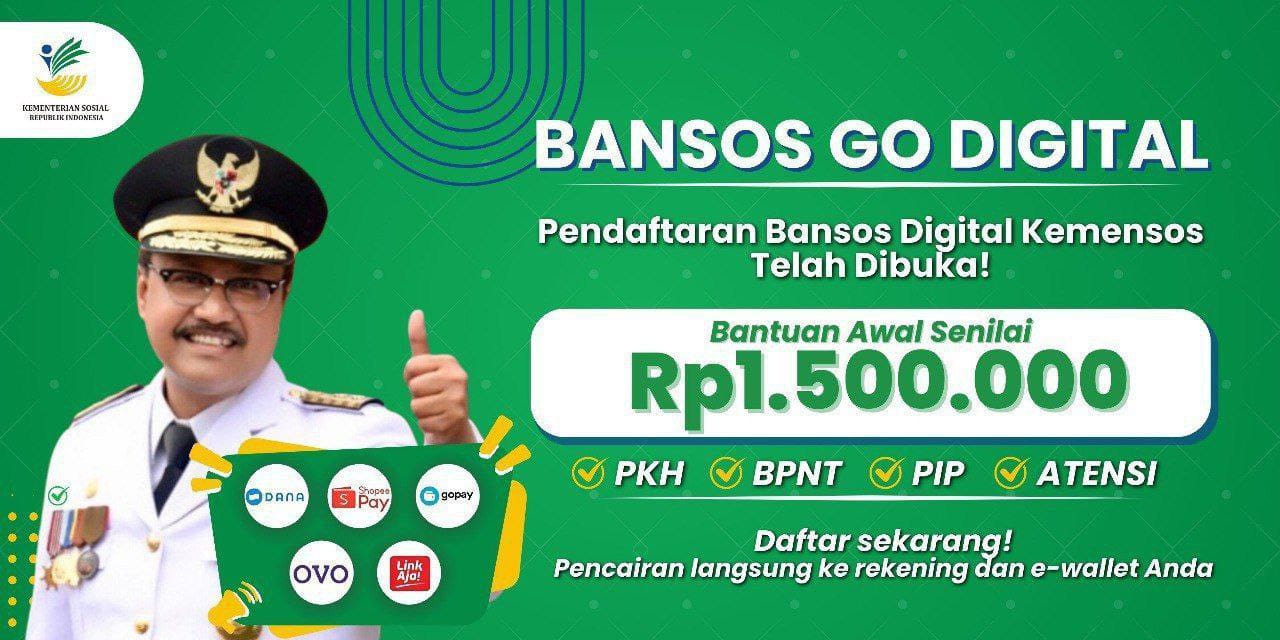 KEMENTERIAN SOSIAL
REPUBLIK INDONESIA
BANSOS GO DIGITAL
Pendaftaran Bansos Digital Kemensos
Telah Dibuka!
Bantuan Awal Senilai
Rp1.500.000
PKH BPNT PIP ATENSI
Daftar sekarang!
Pencairan langsung ke rekening dan e-wallet Anda
DANA
S Shopee
Pay
gopay
OVO
Link
Aja!